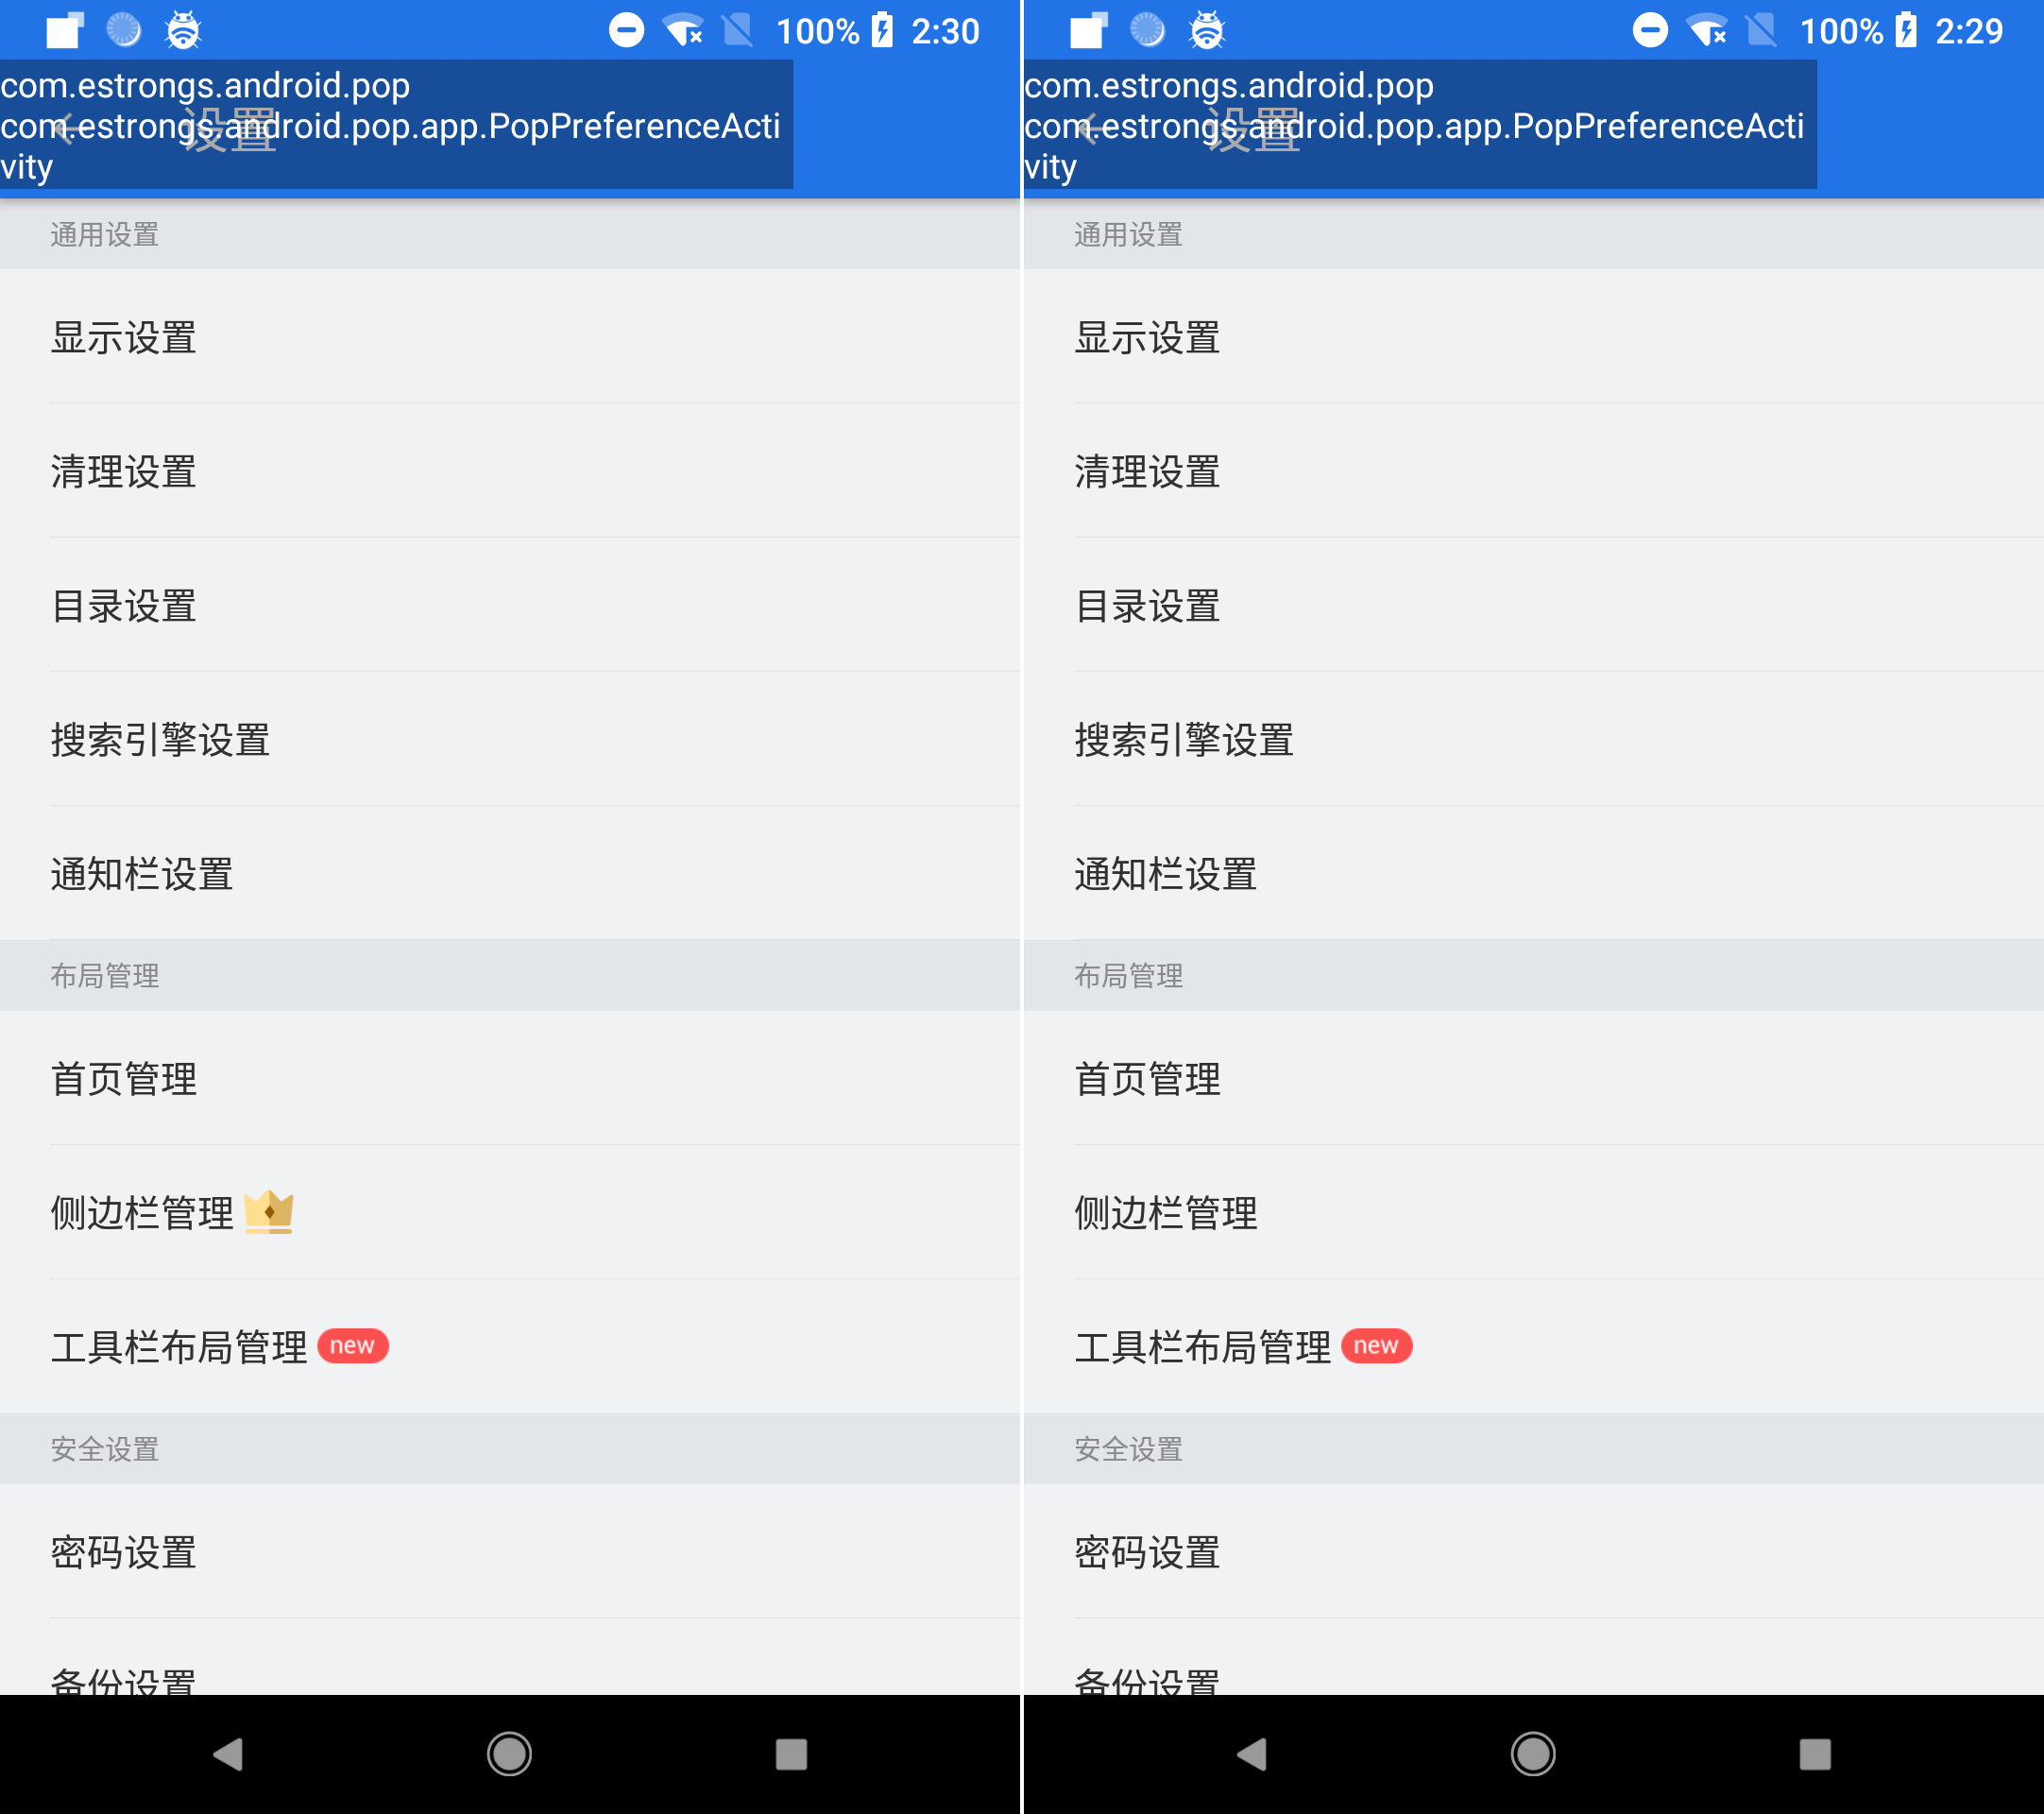 100% 2:30
com.estrongs.android.pop
com.estrongs.android.pop.app.PopPreferenceActi
vity
设置
通用设置
显示设置
清理设置
目录设置
搜索引擎设置
通知栏设置
布局管理
首页管理
侧边栏管理
工具栏布局管理 new
安全设置
密码设置
备份设置
100% 2:29
com.estrongs.android.pop
com.estrongs.android.pop.app.PopPreferenceActi
vity
设置
通用设置
显示设置
清理设置
目录设置
搜索引擎设置
通知栏设置
布局管理
首页管理
侧边栏管理
工具栏布局管理 new
安全设置
密码设置
备份设置